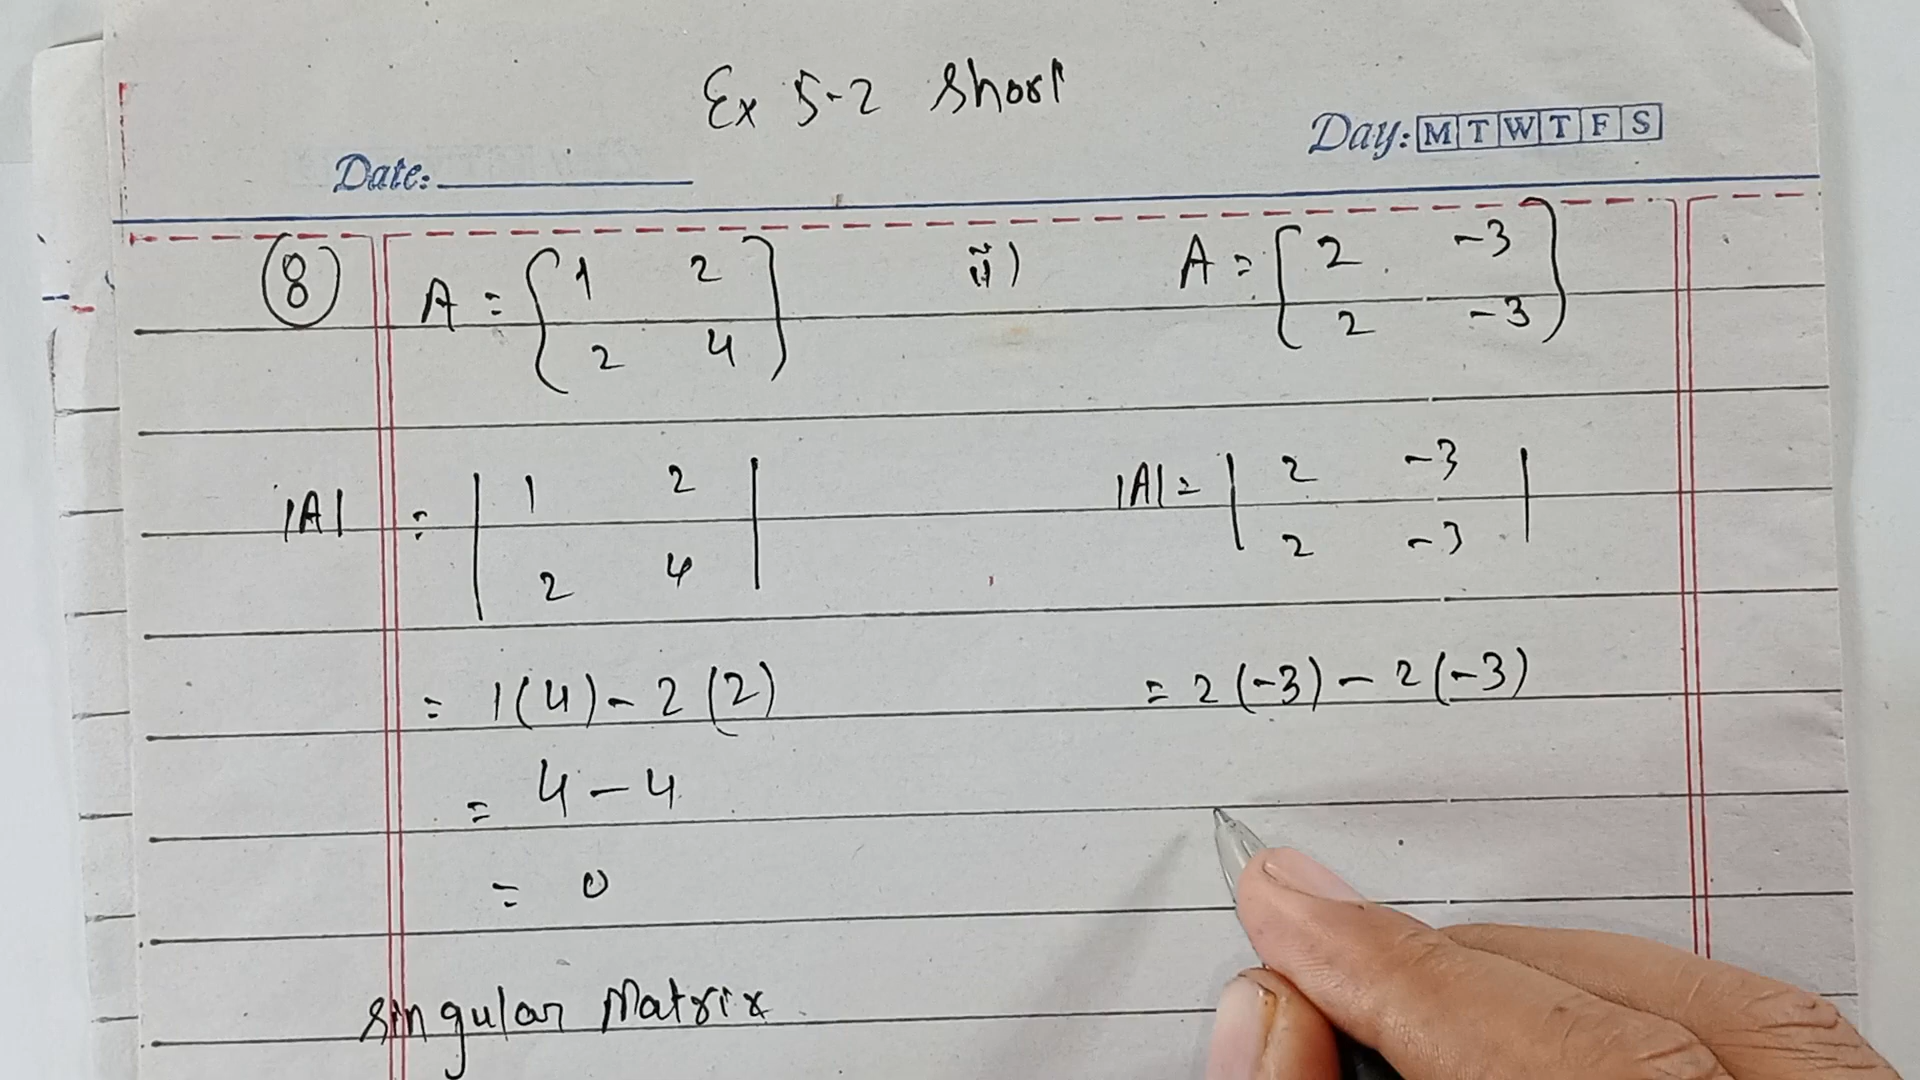 Ex 5-2 Short
Date:
Day: M T W T F S
8
A = [1 2
2 4]
ii)
A = [2 -3
2 -3]
|A| = |1 2
2 4|
|A| = |2 -3
2 -3|
= 1(4) - 2(2)
= 2(-3) - 2(-3)
= 4 - 4
= 0
Singular Matrix